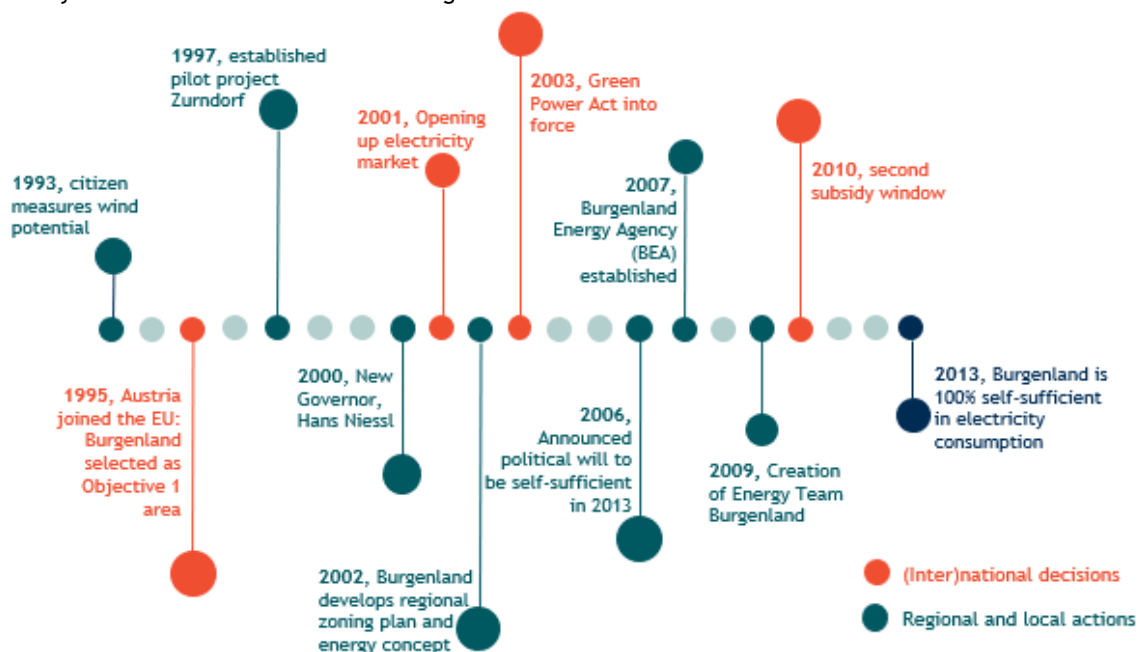 1997, established
pilot project
Zurndorf
2003, Green
Power Act into
force
2001, Opening
up electricity
market
2010, second
subsidy window
1993, citizen
measures wind
potential
2007,
Burgenland
Energy Agency
(BEA)
established
1995, Austria
joined the EU:
Burgenland
selected as
Objective 1
area
2000, New
Governor,
Hans Niessl
2006,
Announced
political will to
be self-sufficient
in 2013
2013, Burgenland is
100% self-sufficient
in electricity
consumption
2009, Creation
of Energy Team
Burgenland
2002, Burgenland
develops regional
zoning plan and
energy concept
(Inter)national decisions
Regional and local actions